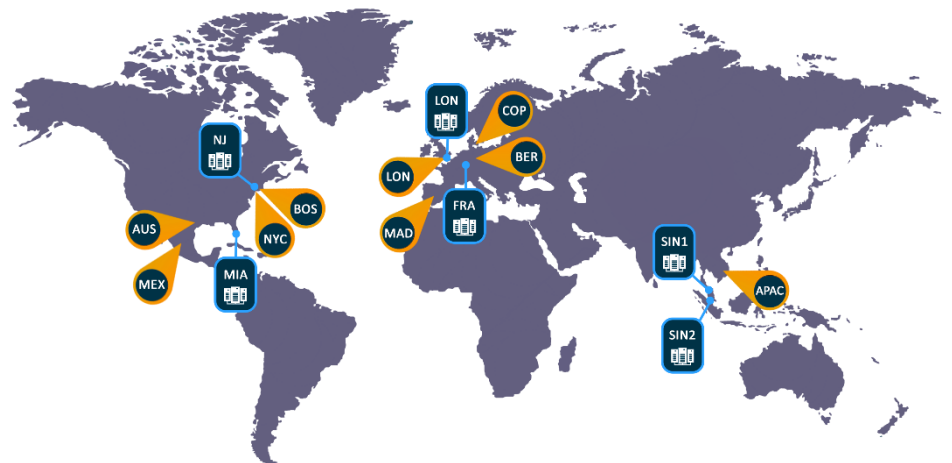 LON
COP
NJ
BER
LON
FRA
BOS
MAD
AUS
NYC
SIN1
MIA
MEX
APAC
SIN2